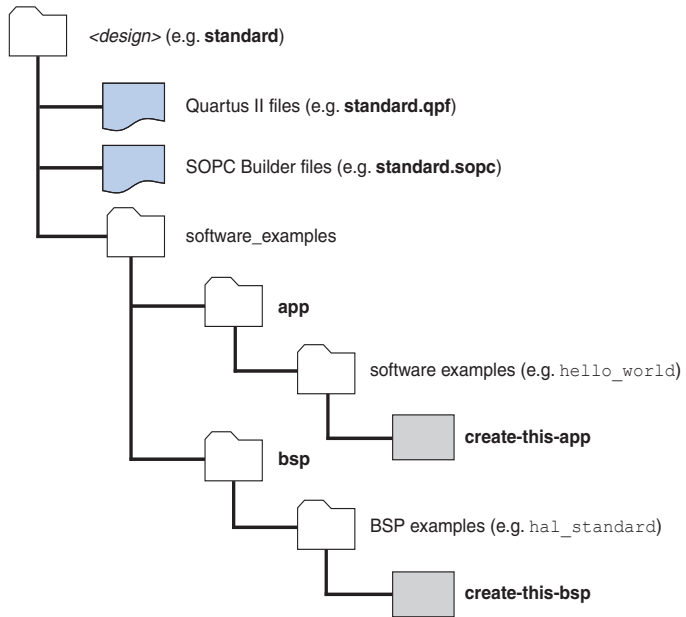 <design> (e.g. standard)
Quartus II files (e.g. standard.qpf)
SOPC Builder files (e.g. standard.sopc)
software_examples
app
software examples (e.g. hello_world)
create-this-app
bsp
BSP examples (e.g. hal_standard)
create-this-bsp